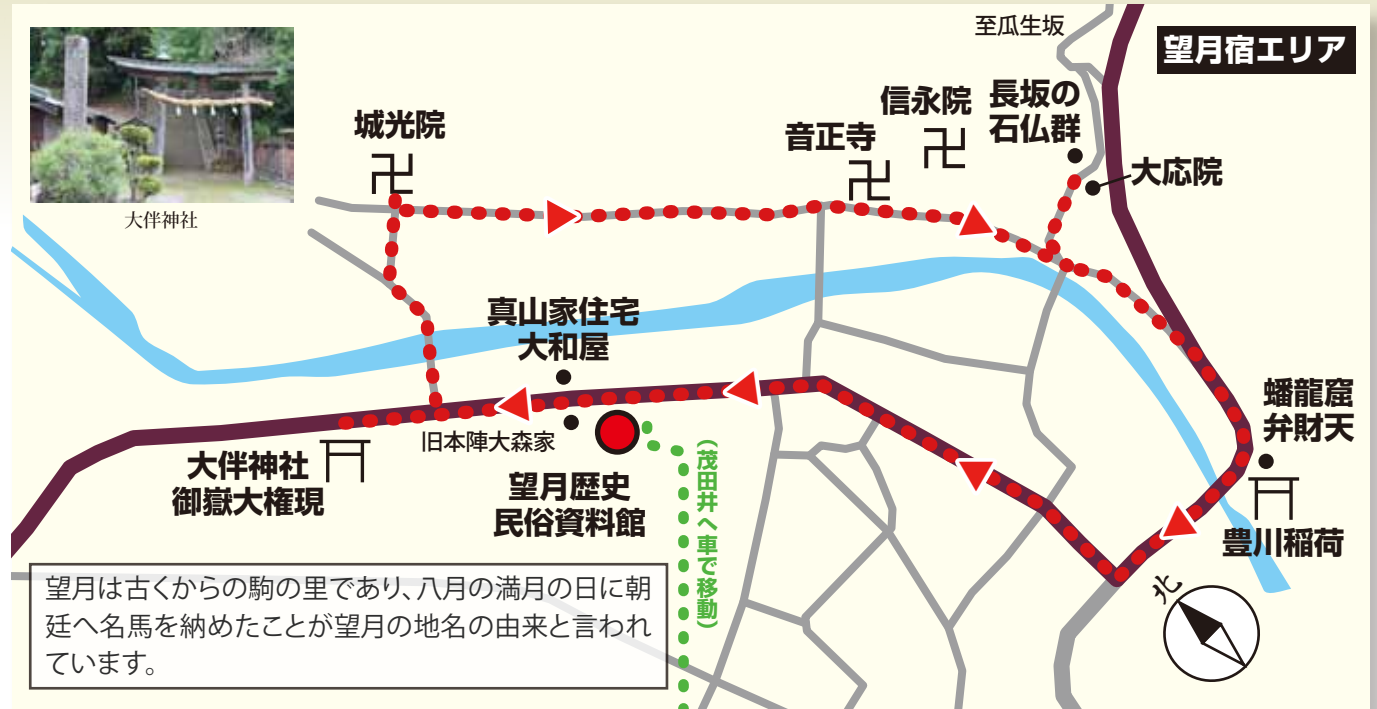 至瓜生坂
望月宿エリア
城光院
音正寺
信永院
長坂の
石仏群
大応院
大伴神社
真山家住宅
大和屋
蟠龍窟
弁財天
旧本陣大森家
大伴神社
御嶽大権現
望月歴史
民俗資料館
(茂田井へ車で移動)
豊川稲荷
北
望月は古くからの駒の里であり、八月の満月の日に朝
廷へ名馬を納めたことが望月の地名の由来と言われ
ています。